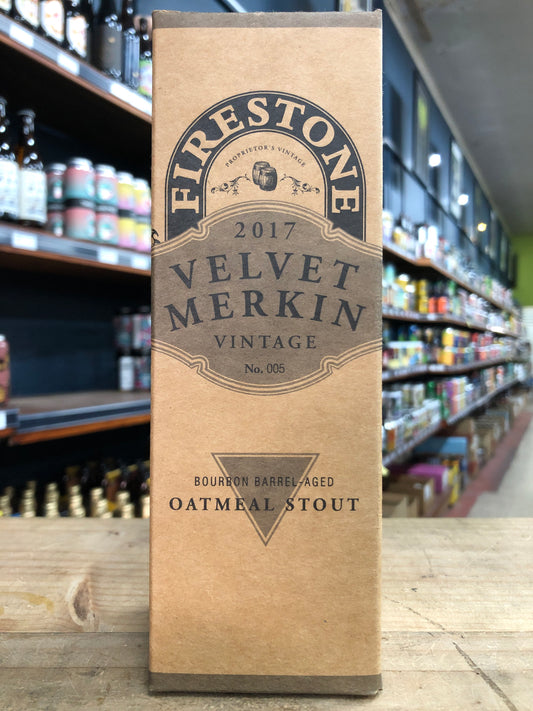 FIRESTONE
PROPRIETOR'S VINTAGE
2017
VELVET
MERKIN
VINTAGE
No. 005
BOURBON BARREL-AGED
OATMEAL STOUT